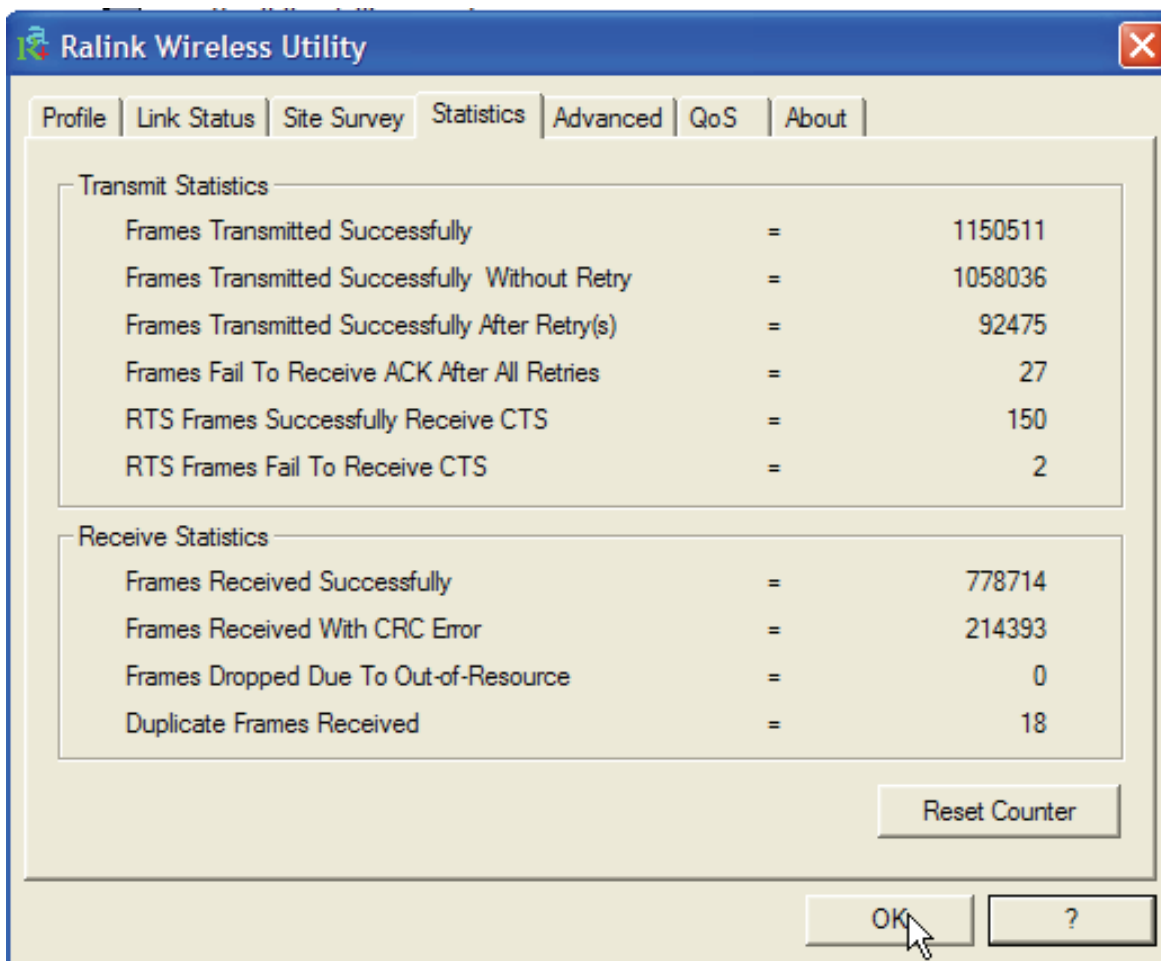 Ralink Wireless Utility
Profile Link Status Site Survey Statistics Advanced QoS About
Transmit Statistics
Frames Transmitted Successfully = 1150511
Frames Transmitted Successfully Without Retry = 1058036
Frames Transmitted Successfully After Retry(s) = 92475
Frames Fail To Receive ACK After All Retries = 27
RTS Frames Successfully Receive CTS = 150
RTS Frames Fail To Receive CTS = 2
Receive Statistics
Frames Received Successfully = 778714
Frames Received With CRC Error = 214393
Frames Dropped Due To Out-of-Resource = 0
Duplicate Frames Received = 18
Reset Counter
OK ?